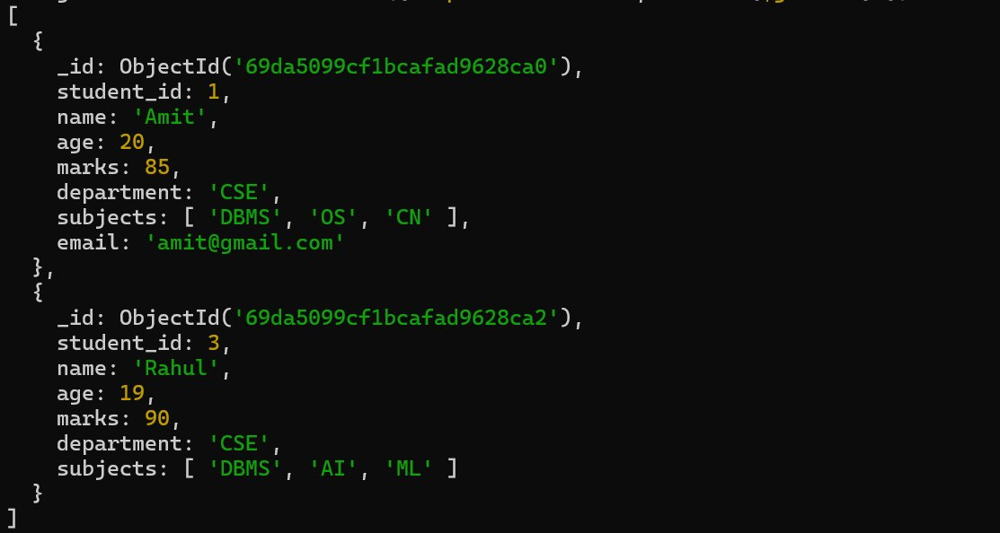 [
  {
    _id: ObjectId('69da5099cf1bcafad9628ca0'),
    student_id: 1,
    name: 'Amit',
    age: 20,
    marks: 85,
    department: 'CSE',
    subjects: [ 'DBMS', 'OS', 'CN' ],
    email: 'amit@gmail.com'
  },
  {
    _id: ObjectId('69da5099cf1bcafad9628ca2'),
    student_id: 3,
    name: 'Rahul',
    age: 19,
    marks: 90,
    department: 'CSE',
    subjects: [ 'DBMS', 'AI', 'ML' ]
  }
]